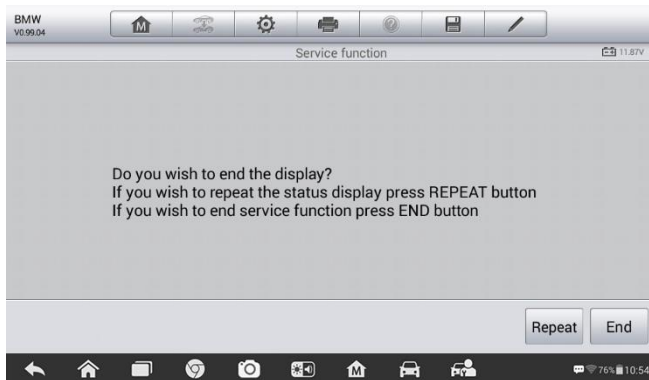 BMW
V0.99.04
Service function
11.87V
Do you wish to end the display?
If you wish to repeat the status display press REPEAT button
If you wish to end service function press END button
Repeat
End
76%
10:54